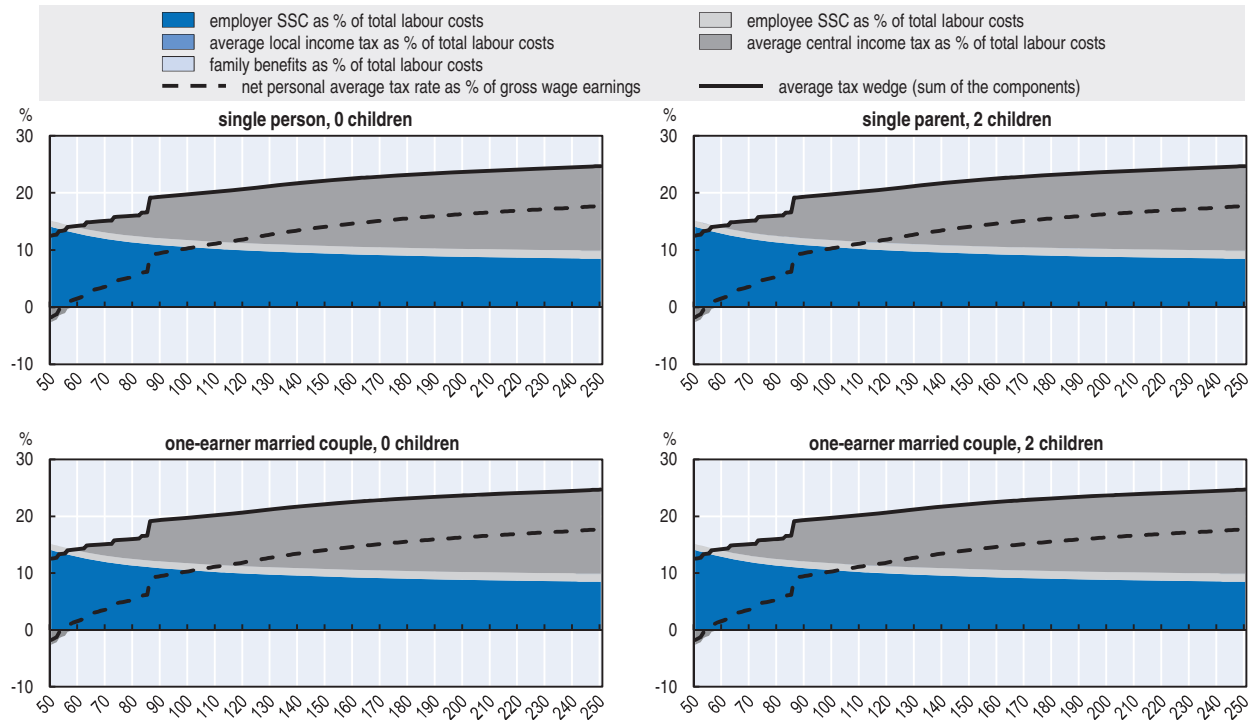 employer SSC as % of total labour costs
employee SSC as % of total labour costs
average local income tax as % of total labour costs
average central income tax as % of total labour costs
family benefits as % of total labour costs
net personal average tax rate as % of gross wage earnings
average tax wedge (sum of the components)
%
single person, 0 children
30
20
10
0
-10
50 60 70 80 90 100 110 120 130 140 150 160 170 180 190 200 210 220 230 240 250
%
single parent, 2 children
30
20
10
0
-10
50 60 70 80 90 100 110 120 130 140 150 160 170 180 190 200 210 220 230 240 250
%
one-earner married couple, 0 children
30
20
10
0
-10
50 60 70 80 90 100 110 120 130 140 150 160 170 180 190 200 210 220 230 240 250
%
one-earner married couple, 2 children
30
20
10
0
-10
50 60 70 80 90 100 110 120 130 140 150 160 170 180 190 200 210 220 230 240 250